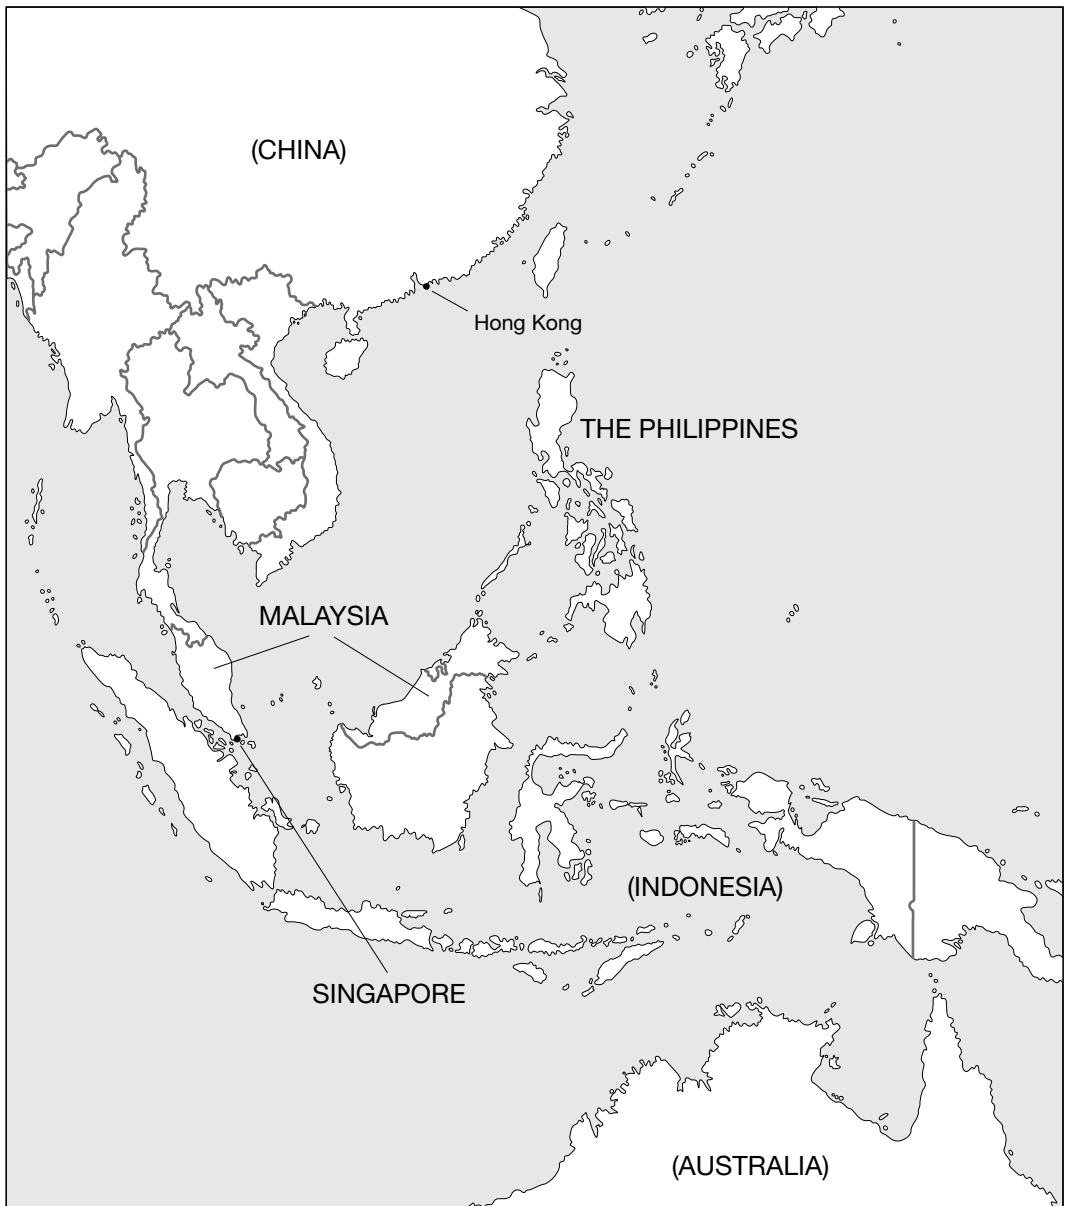 (CHINA)
Hong Kong
THE PHILIPPINES
MALAYSIA
(INDONESIA)
SINGAPORE
(AUSTRALIA)